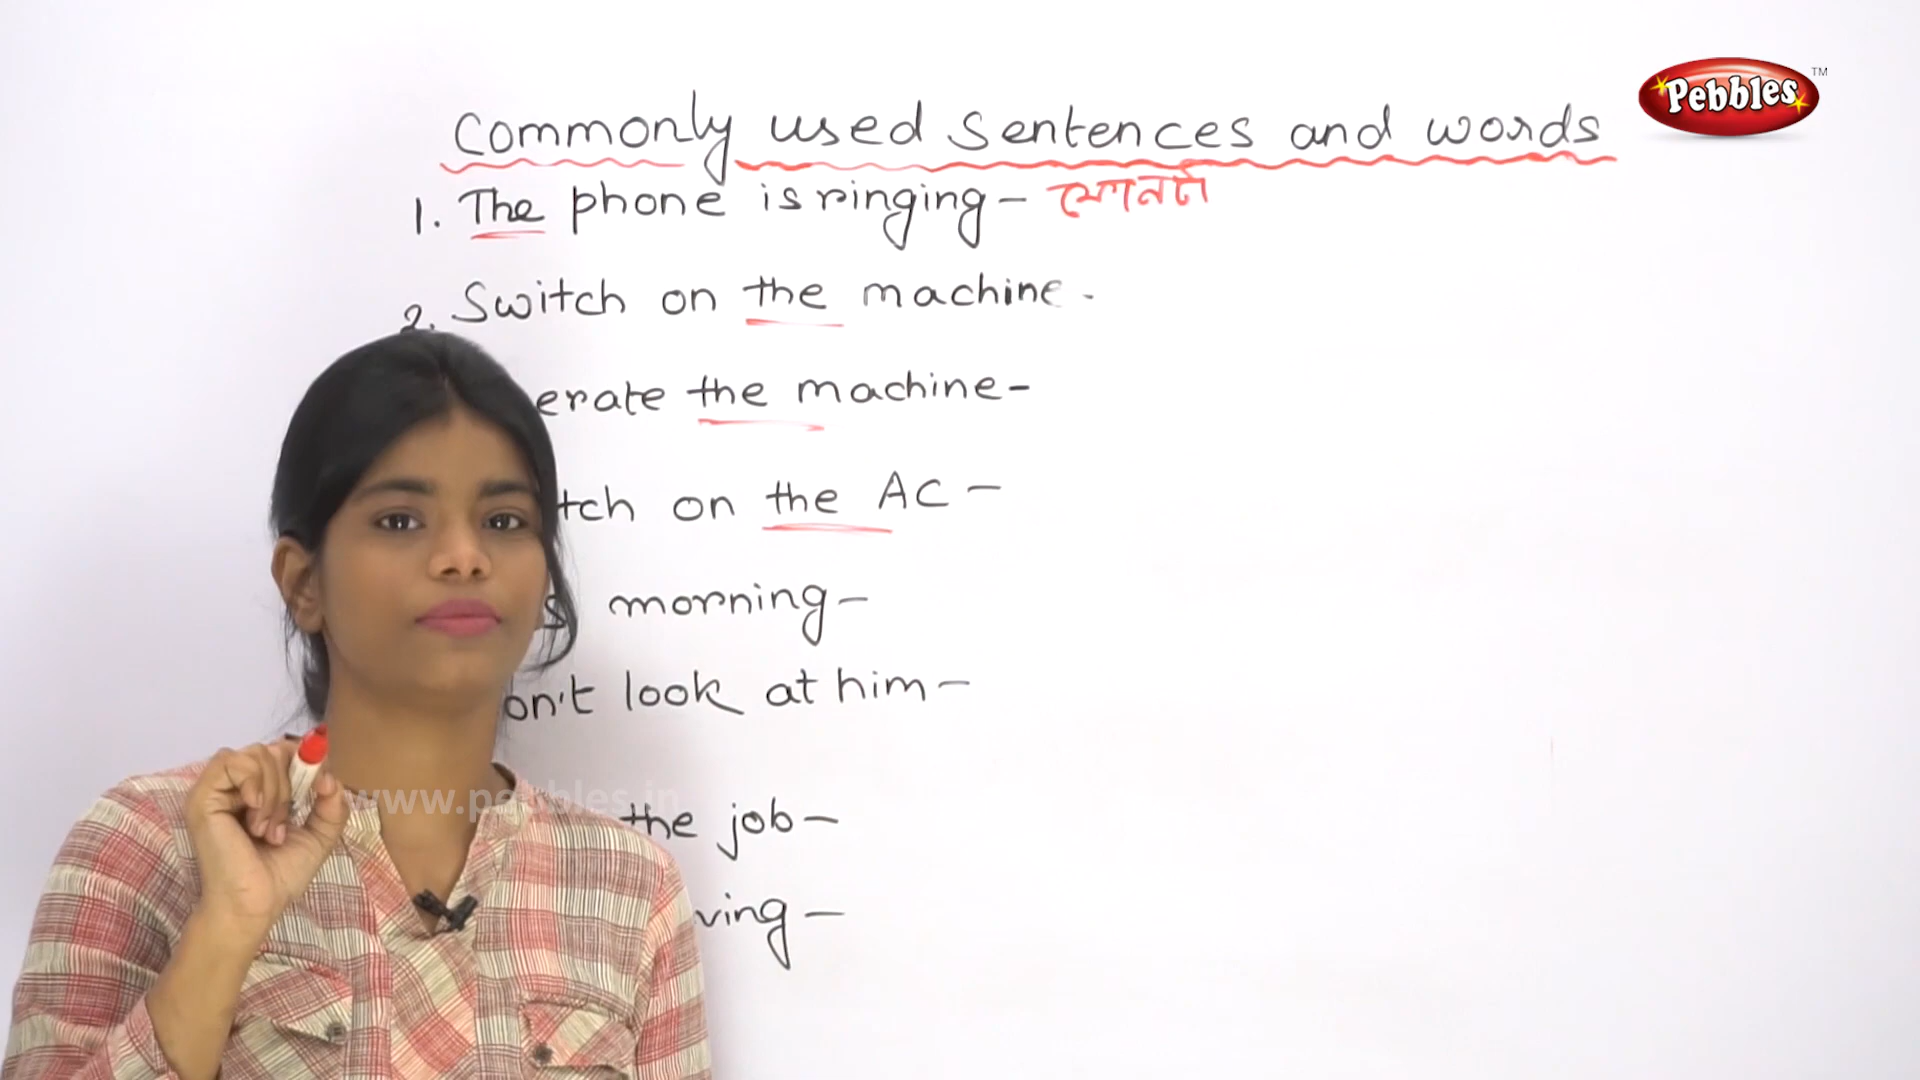 Pebbles TM
Commonly used sentences and words
1. The phone is ringing - ফোনটা
2. Switch on the machine -
erate the machine -
tch on the AC -
s morning -
on't look at him -
www.pebbles.in
the job -
ving -